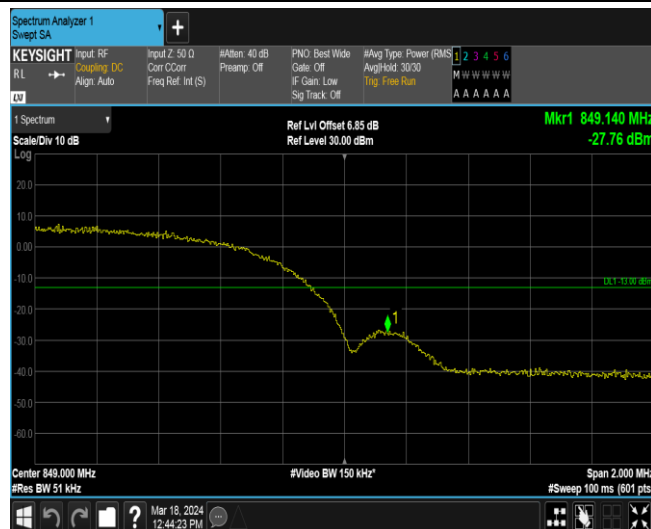 Spectrum Analyzer 1
Swept SA
+
KEYSIGHT Input: RF Input Z: 50 Ω #Atten: 40 dB PNO: Best Wide #Avg Type: Power (RMS 1 2 3 4 5 6
RL Coupling: DC Corr CCorr Preamp: Off Gate: Off Avg|Hold: 30/30 M W W W W W
Align: Auto Freq Ref: Int (S) IF Gain: Low Trig: Free Run
Sig Track: Off A A A A A A
LXI
1 Spectrum
Scale/Div 10 dB
Ref Lvl Offset 6.85 dB
Ref Level 30.00 dBm
Mkr1 849.140 MHz
-27.76 dBm
Log
20.0
10.0
0.00
-10.0
DL1 -13.00 dBm
-20.0
1
-30.0
-40.0
-50.0
-60.0
Center 849.000 MHz #Video BW 150 kHz* Span 2.000 MHz
#Res BW 51 kHz #Sweep 100 ms (601 pts)
?
Mar 18, 2024
12:44:23 PM